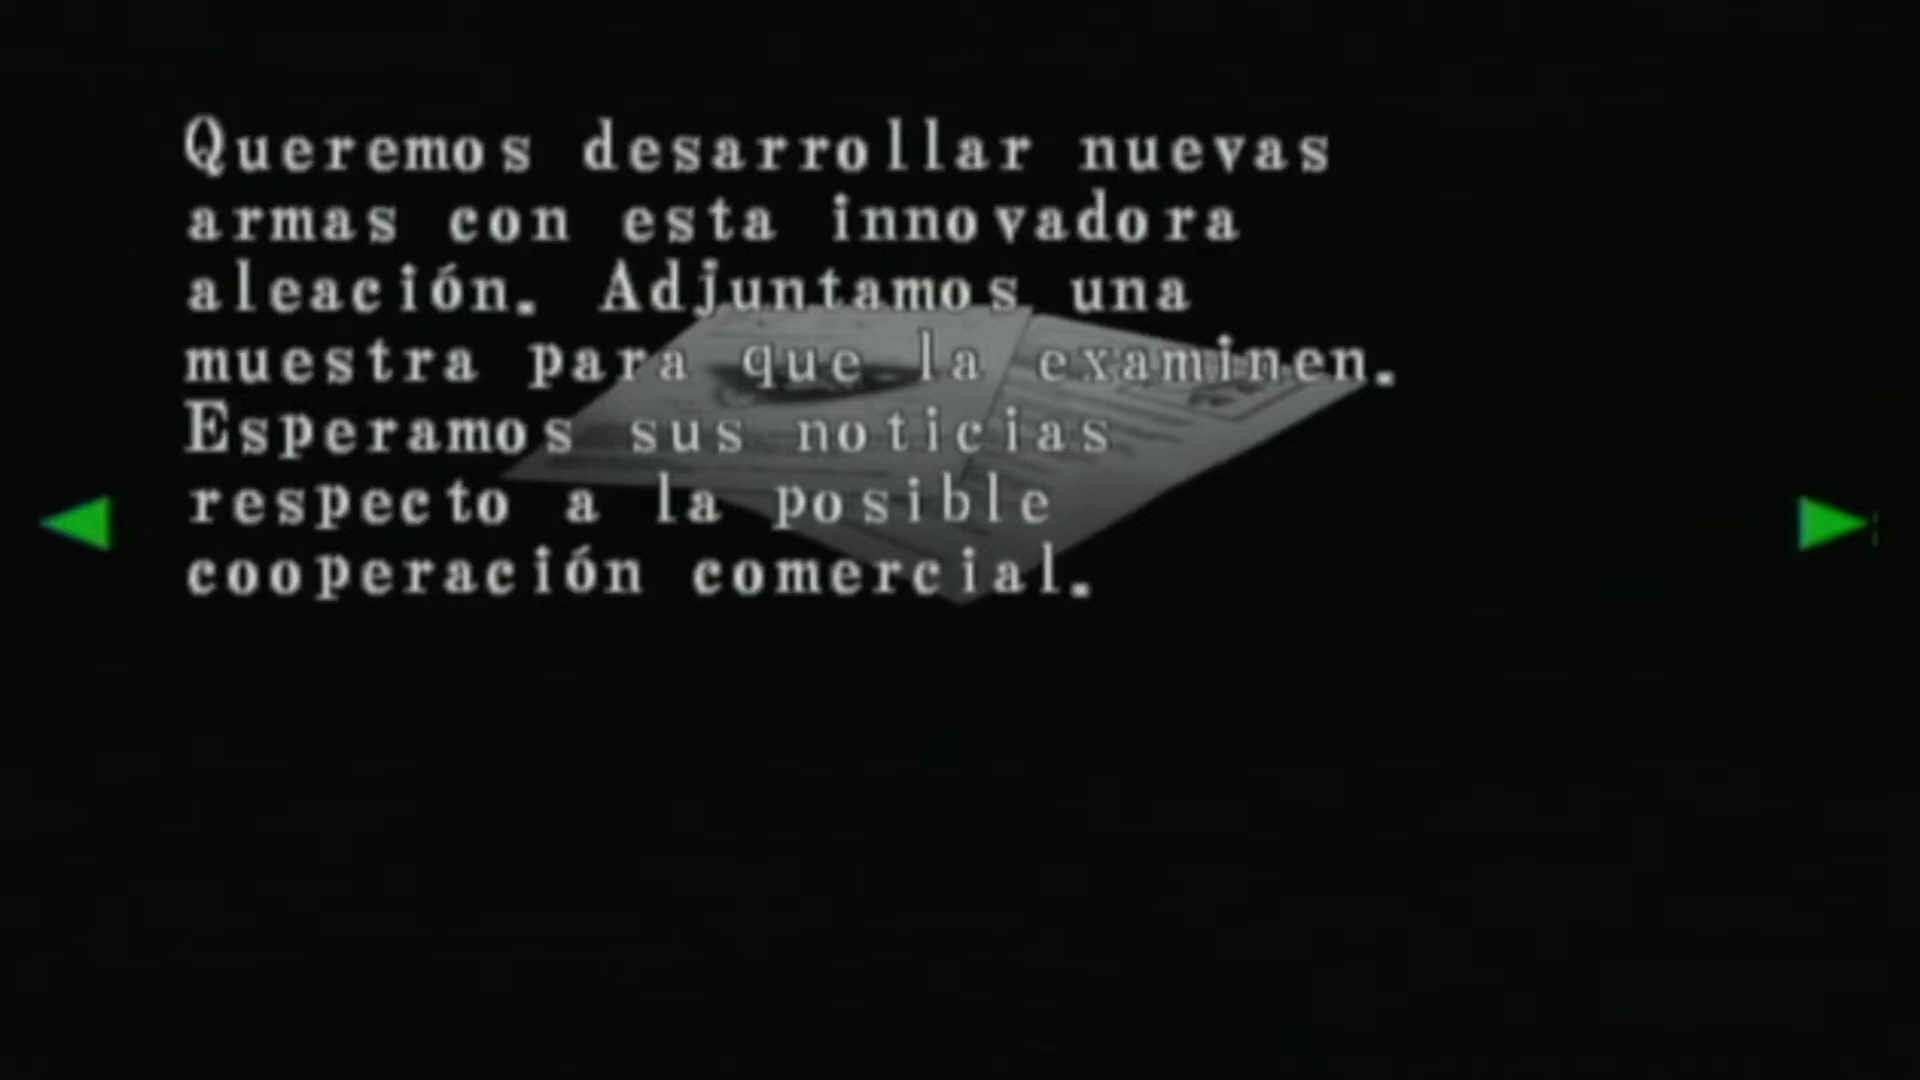 Queremos desarrollar nuevas
armas con esta innovadora
aleación. Adjuntamos una
muestra para que la examinen.
Esperamos sus noticias
respecto a la posible
cooperación comercial.